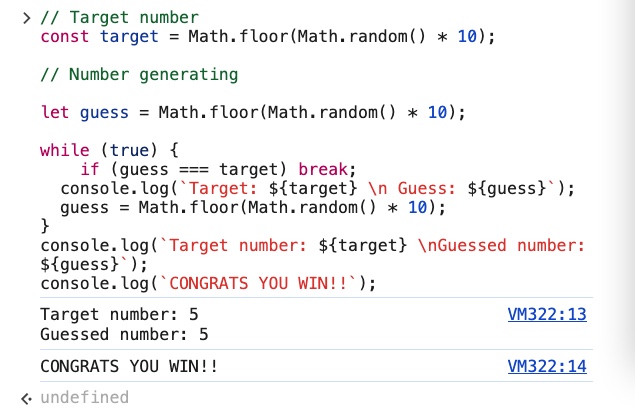 > // Target number
const target = Math.floor(Math.random() * 10);
// Number generating
let guess = Math.floor(Math.random() * 10);
while (true) {
if (guess === target) break;
console.log(`Target: ${target} \n Guess: ${guess}`);
guess = Math.floor(Math.random() * 10);
}
console.log(`Target number: ${target} \nGuessed number:
${guess}`);
console.log(`CONGRATS YOU WIN!!`);
Target number: 5 VM322:13
Guessed number: 5
CONGRATS YOU WIN!! VM322:14
undefined